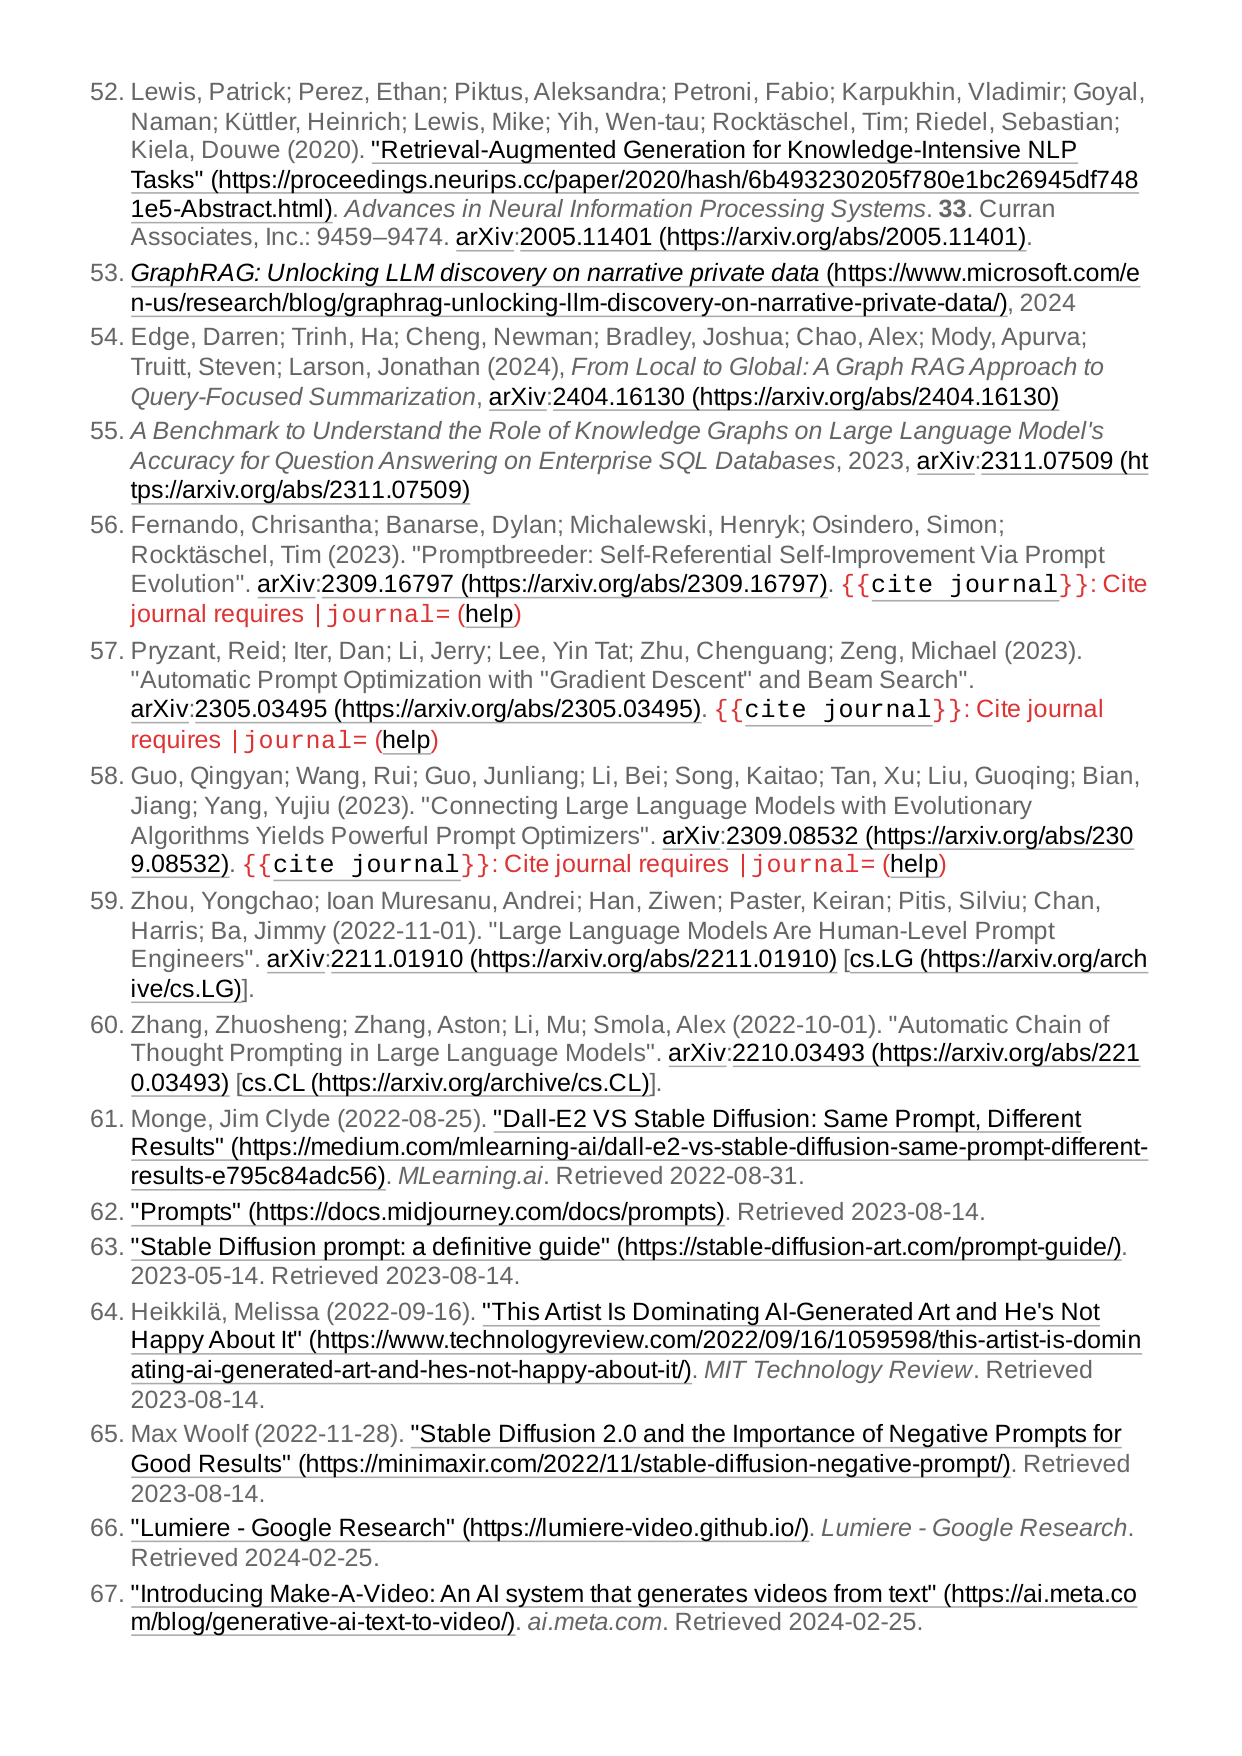 52. Lewis, Patrick; Perez, Ethan; Piktus, Aleksandra; Petroni, Fabio; Karpukhin, Vladimir; Goyal,
Naman; Küttler, Heinrich; Lewis, Mike; Yih, Wen-tau; Rocktäschel, Tim; Riedel, Sebastian;
Kiela, Douwe (2020). "Retrieval-Augmented Generation for Knowledge-Intensive NLP
Tasks" (https://proceedings.neurips.cc/paper/2020/hash/6b493230205f780e1bc26945df748
1e5-Abstract.html). Advances in Neural Information Processing Systems. 33. Curran
Associates, Inc.: 9459–9474. arXiv:2005.11401 (https://arxiv.org/abs/2005.11401).
53. GraphRAG: Unlocking LLM discovery on narrative private data (https://www.microsoft.com/e
n-us/research/blog/graphrag-unlocking-llm-discovery-on-narrative-private-data/), 2024
54. Edge, Darren; Trinh, Ha; Cheng, Newman; Bradley, Joshua; Chao, Alex; Mody, Apurva;
Truitt, Steven; Larson, Jonathan (2024), From Local to Global: A Graph RAG Approach to
Query-Focused Summarization, arXiv:2404.16130 (https://arxiv.org/abs/2404.16130)
55. A Benchmark to Understand the Role of Knowledge Graphs on Large Language Model's
Accuracy for Question Answering on Enterprise SQL Databases, 2023, arXiv:2311.07509 (ht
tps://arxiv.org/abs/2311.07509)
56. Fernando, Chrisantha; Banarse, Dylan; Michalewski, Henryk; Osindero, Simon;
Rocktäschel, Tim (2023). "Promptbreeder: Self-Referential Self-Improvement Via Prompt
Evolution". arXiv:2309.16797 (https://arxiv.org/abs/2309.16797). {{cite journal}}: Cite
journal requires |journal= (help)
57. Pryzant, Reid; Iter, Dan; Li, Jerry; Lee, Yin Tat; Zhu, Chenguang; Zeng, Michael (2023).
"Automatic Prompt Optimization with "Gradient Descent" and Beam Search".
arXiv:2305.03495 (https://arxiv.org/abs/2305.03495). {{cite journal}}: Cite journal
requires |journal= (help)
58. Guo, Qingyan; Wang, Rui; Guo, Junliang; Li, Bei; Song, Kaitao; Tan, Xu; Liu, Guoqing; Bian,
Jiang; Yang, Yujiu (2023). "Connecting Large Language Models with Evolutionary
Algorithms Yields Powerful Prompt Optimizers". arXiv:2309.08532 (https://arxiv.org/abs/230
9.08532). {{cite journal}}: Cite journal requires |journal= (help)
59. Zhou, Yongchao; Ioan Muresanu, Andrei; Han, Ziwen; Paster, Keiran; Pitis, Silviu; Chan,
Harris; Ba, Jimmy (2022-11-01). "Large Language Models Are Human-Level Prompt
Engineers". arXiv:2211.01910 (https://arxiv.org/abs/2211.01910) [cs.LG (https://arxiv.org/arch
ive/cs.LG)].
60. Zhang, Zhuosheng; Zhang, Aston; Li, Mu; Smola, Alex (2022-10-01). "Automatic Chain of
Thought Prompting in Large Language Models". arXiv:2210.03493 (https://arxiv.org/abs/221
0.03493) [cs.CL (https://arxiv.org/archive/cs.CL)].
61. Monge, Jim Clyde (2022-08-25). "Dall-E2 VS Stable Diffusion: Same Prompt, Different
Results" (https://medium.com/mlearning-ai/dall-e2-vs-stable-diffusion-same-prompt-different-
results-e795c84adc56). MLearning.ai. Retrieved 2022-08-31.
62. "Prompts" (https://docs.midjourney.com/docs/prompts). Retrieved 2023-08-14.
63. "Stable Diffusion prompt: a definitive guide" (https://stable-diffusion-art.com/prompt-guide/).
2023-05-14. Retrieved 2023-08-14.
64. Heikkilä, Melissa (2022-09-16). "This Artist Is Dominating AI-Generated Art and He's Not
Happy About It" (https://www.technologyreview.com/2022/09/16/1059598/this-artist-is-domin
ating-ai-generated-art-and-hes-not-happy-about-it/). MIT Technology Review. Retrieved
2023-08-14.
65. Max Woolf (2022-11-28). "Stable Diffusion 2.0 and the Importance of Negative Prompts for
Good Results" (https://minimaxir.com/2022/11/stable-diffusion-negative-prompt/). Retrieved
2023-08-14.
66. "Lumiere - Google Research" (https://lumiere-video.github.io/). Lumiere - Google Research.
Retrieved 2024-02-25.
67. "Introducing Make-A-Video: An AI system that generates videos from text" (https://ai.meta.co
m/blog/generative-ai-text-to-video/). ai.meta.com. Retrieved 2024-02-25.